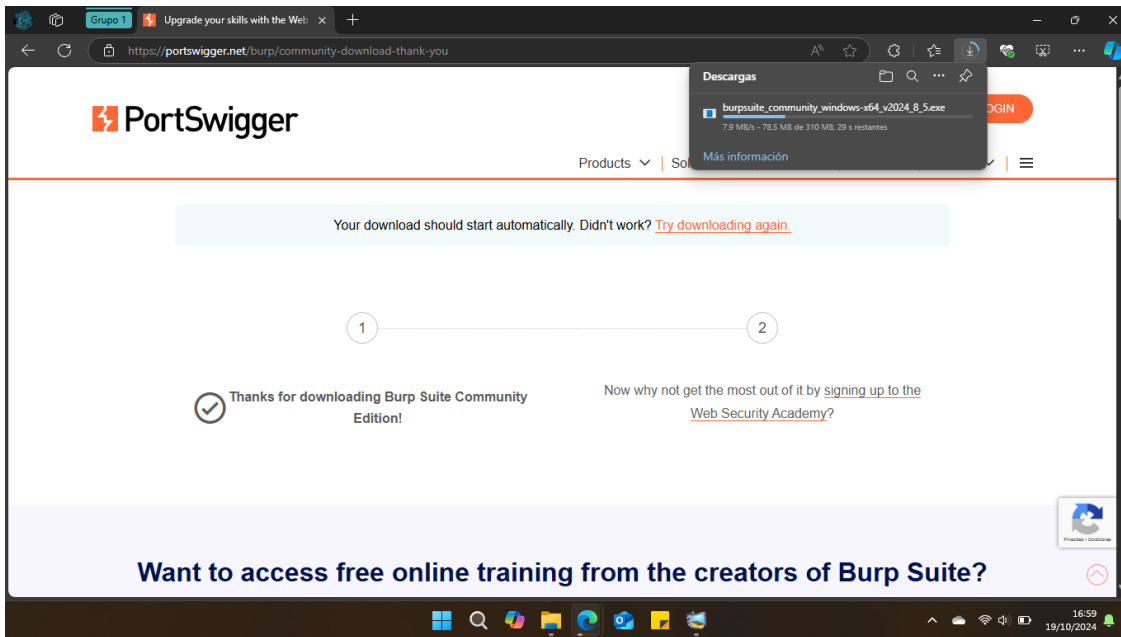 Grupo 1
Upgrade your skills with the Web
https://portswigger.net/burp/community-download-thank-you
Descargas
burpsuite_community_windows-x64_v2024_8_5.exe
7.9 MB/s - 78.5 MB de 310 MB, 29 s restantes
Más información
PortSwigger
OGIN
Products
Sol
Your download should start automatically. Didn't work? Try downloading again.
1
2
Thanks for downloading Burp Suite Community
Edition!
Now why not get the most out of it by signing up to the
Web Security Academy?
Privacidad - Condiciones
Want to access free online training from the creators of Burp Suite?
16:59
19/10/2024